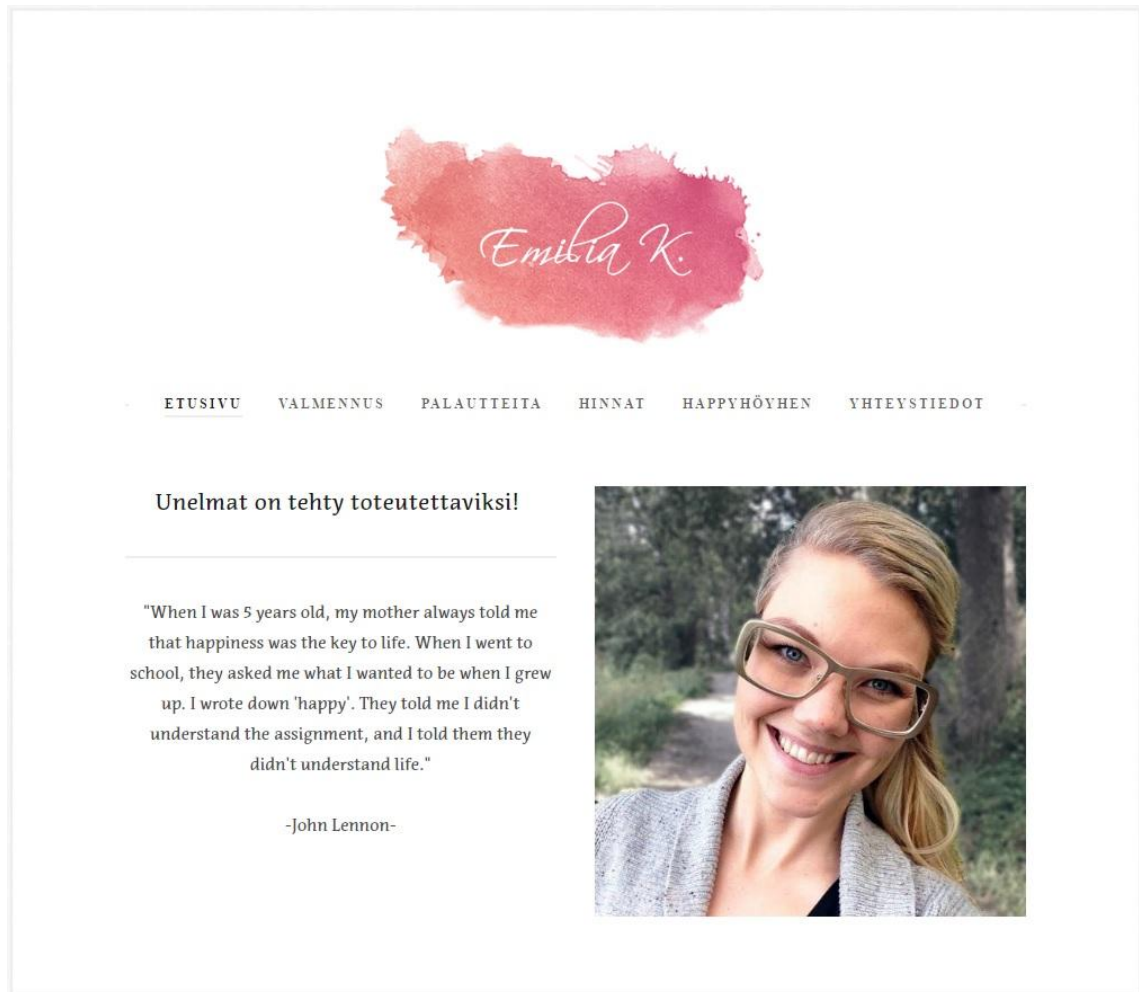 Emilia K.
ETUSIVU VALMENNUS PALAUTTEITA HINNAT HAPPYHÖYHEN YHTEYSTIEDOT
Unelmat on tehty toteutettaviksi!
"When I was 5 years old, my mother always told me
that happiness was the key to life. When I went to
school, they asked me what I wanted to be when I grew
up. I wrote down 'happy'. They told me I didn't
understand the assignment, and I told them they
didn't understand life."
-John Lennon-